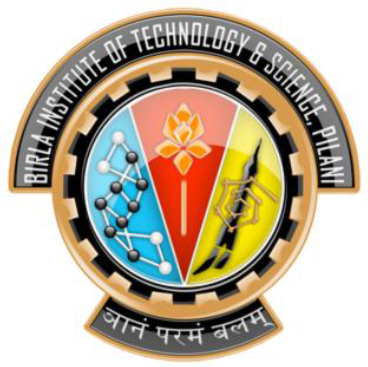 BIRLA INSTITUTE OF TECHNOLOGY & SCIENCE, PILANI
ज्ञानं परमं बलम्